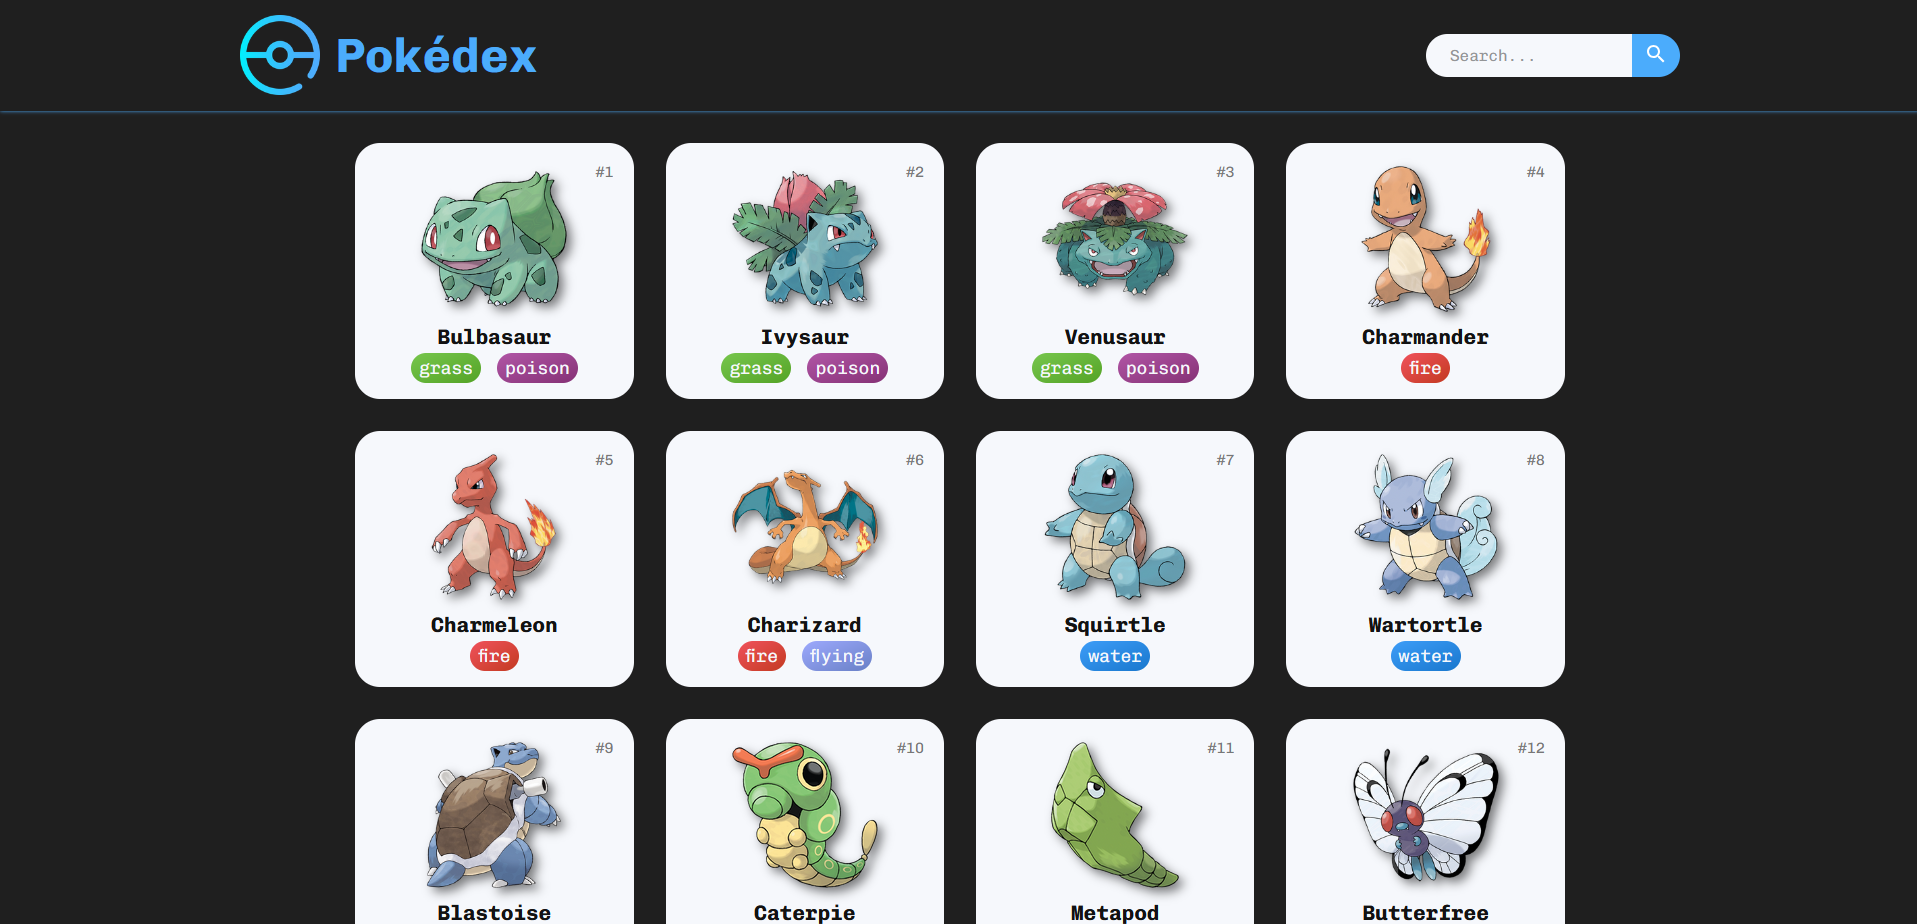 Pokédex
Search...
#1
#2
#3
#4
Bulbasaur
Ivysaur
Venusaur
Charmander
grass poison
grass poison
grass poison
fire
#5
#6
#7
#8
Charmeleon
Charizard
Squirtle
Wartortle
fire
fire flying
water
water
#9
#10
#11
#12
Blastoise
Caterpie
Metapod
Butterfree